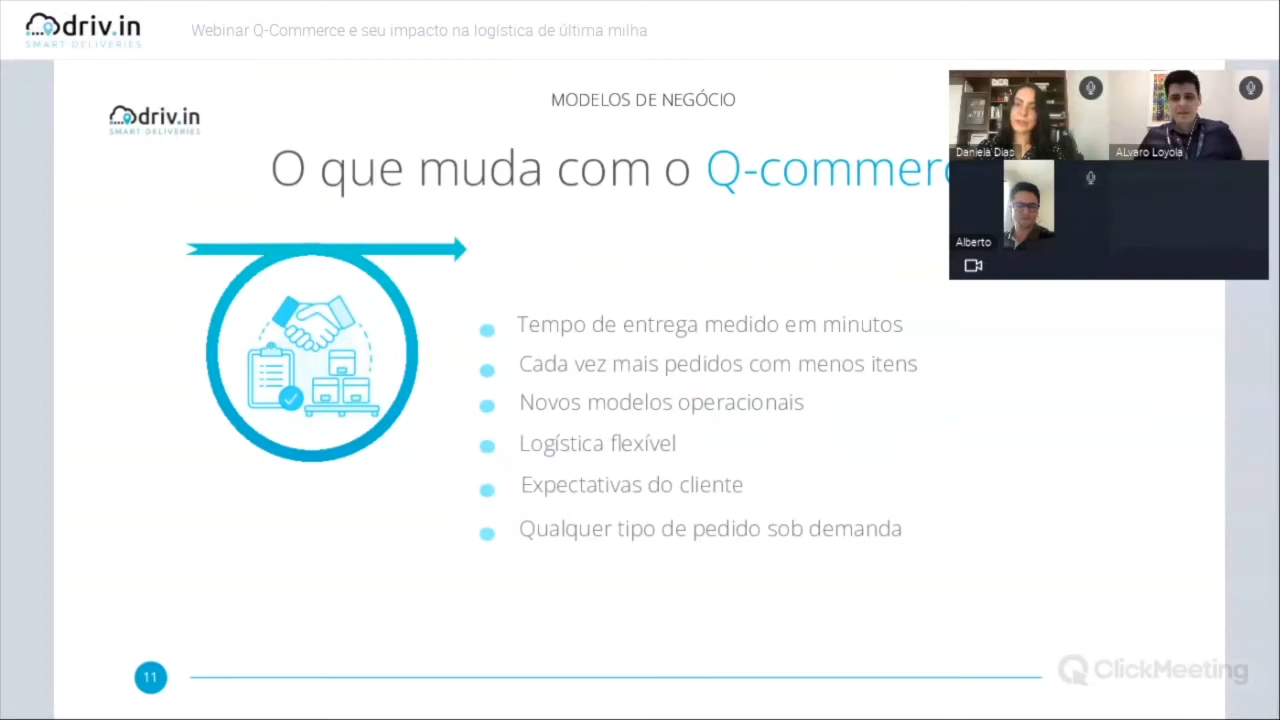 driv.in
SMART DELIVERIES
Webinar Q-Commerce e seu impacto na logística de última milha
driv.in
SMART DELIVERIES
MODELOS DE NEGÓCIO
O que muda com o Q-commerc
Daniela Dias
ALvaro Loyola
Alberto
Tempo de entrega medido em minutos
Cada vez mais pedidos com menos itens
Novos modelos operacionais
Logística flexível
Expectativas do cliente
Qualquer tipo de pedido sob demanda
11
ClickMeeting